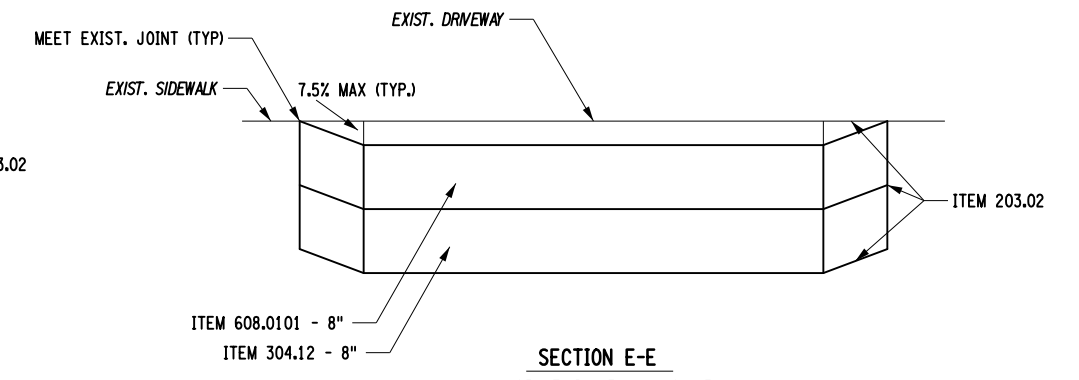 EXIST. DRIVEWAY
MEET EXIST. JOINT (TYP)
EXIST. SIDEWALK
7.5% MAX (TYP.)
3.02
ITEM 203.02
ITEM 608.0101 - 8"
ITEM 304.12 - 8"
SECTION E-E